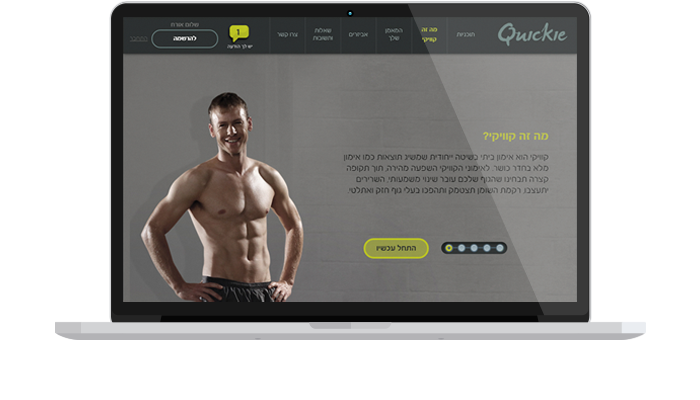 Quickie
תוכניות
מה זה
קוויקי
המאמן
שלך
אביזרים
שאלות
ותשובות
צרו קשר
1
יש לך הודעה
שלום אורח
להרשמה
התחבר
מה זה קוויקי?
קוויקי הוא אימון ביתי בשיטה ייחודית שמשיג תוצאות כמו אימון
מלא בחדר כושר. לאימוני הקוויקי השפעה מהירה, תוך תקופה
קצרה תבחינו שהגוף שלכם עובר שינוי משמעותי, השרירים
יתעצבו, רקמת השומן תצטמק ותהפכו בעלי גוף חזק ואתלטי.
התחל עכשיו